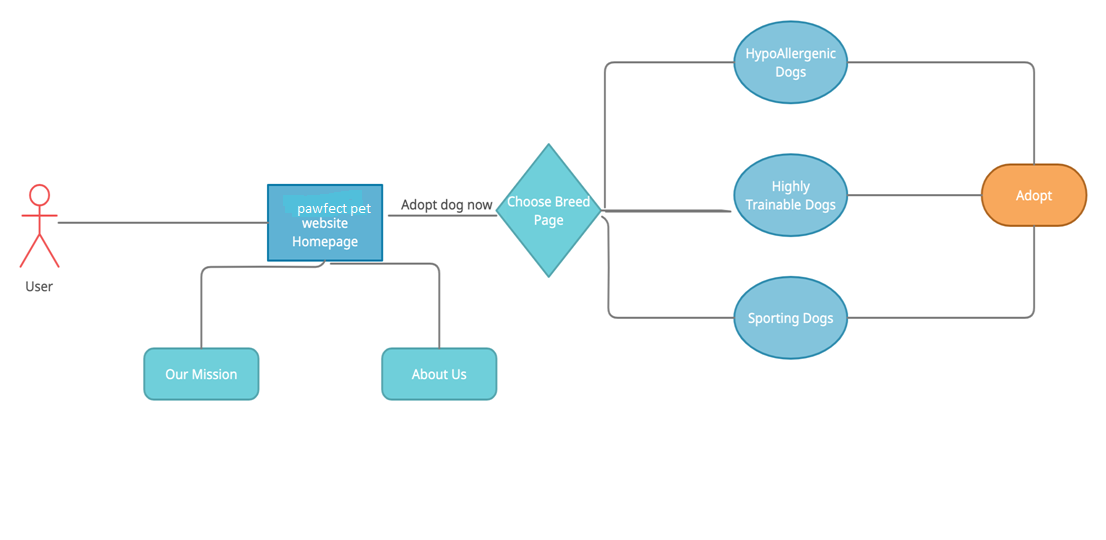 User
pawfect pet
website
Homepage
Our Mission
About Us
Adopt dog now
Choose Breed
Page
HypoAllergenic
Dogs
Highly
Trainable Dogs
Sporting Dogs
Adopt